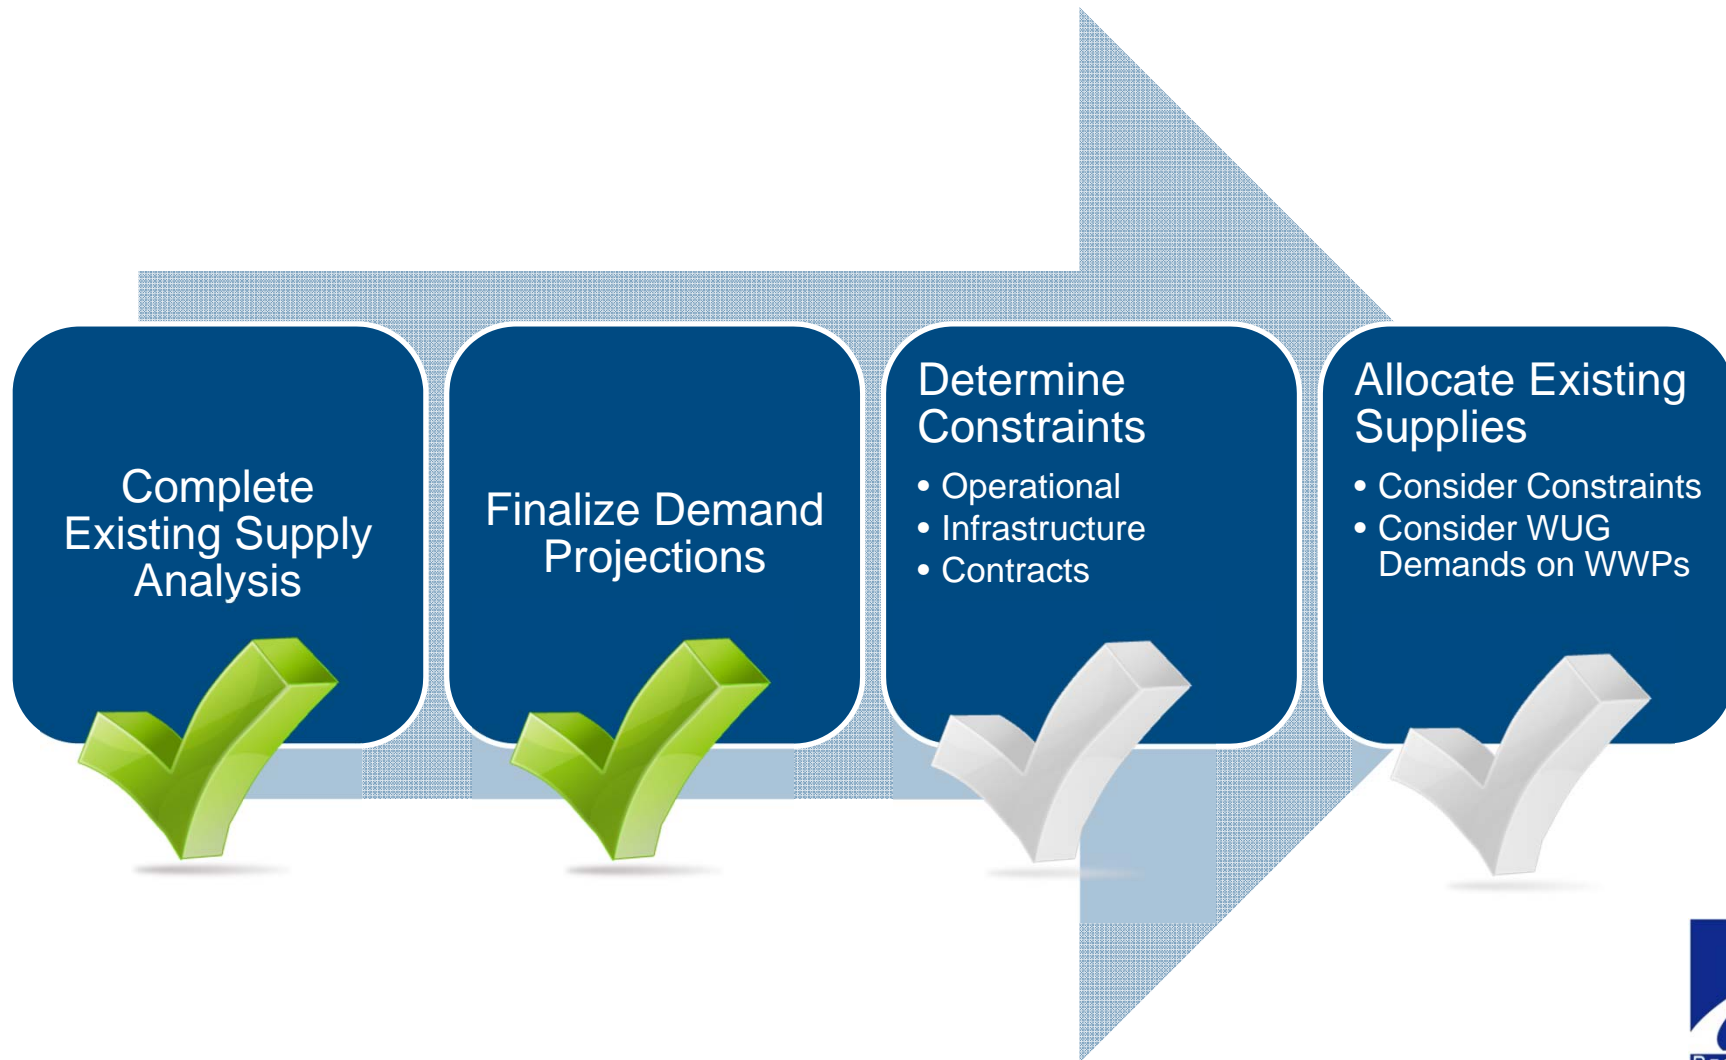 Complete
Existing Supply
Analysis
Finalize Demand
Projections
Determine
Constraints
• Operational
• Infrastructure
• Contracts
Allocate Existing
Supplies
• Consider Constraints
• Consider WUG
Demands on WWPs